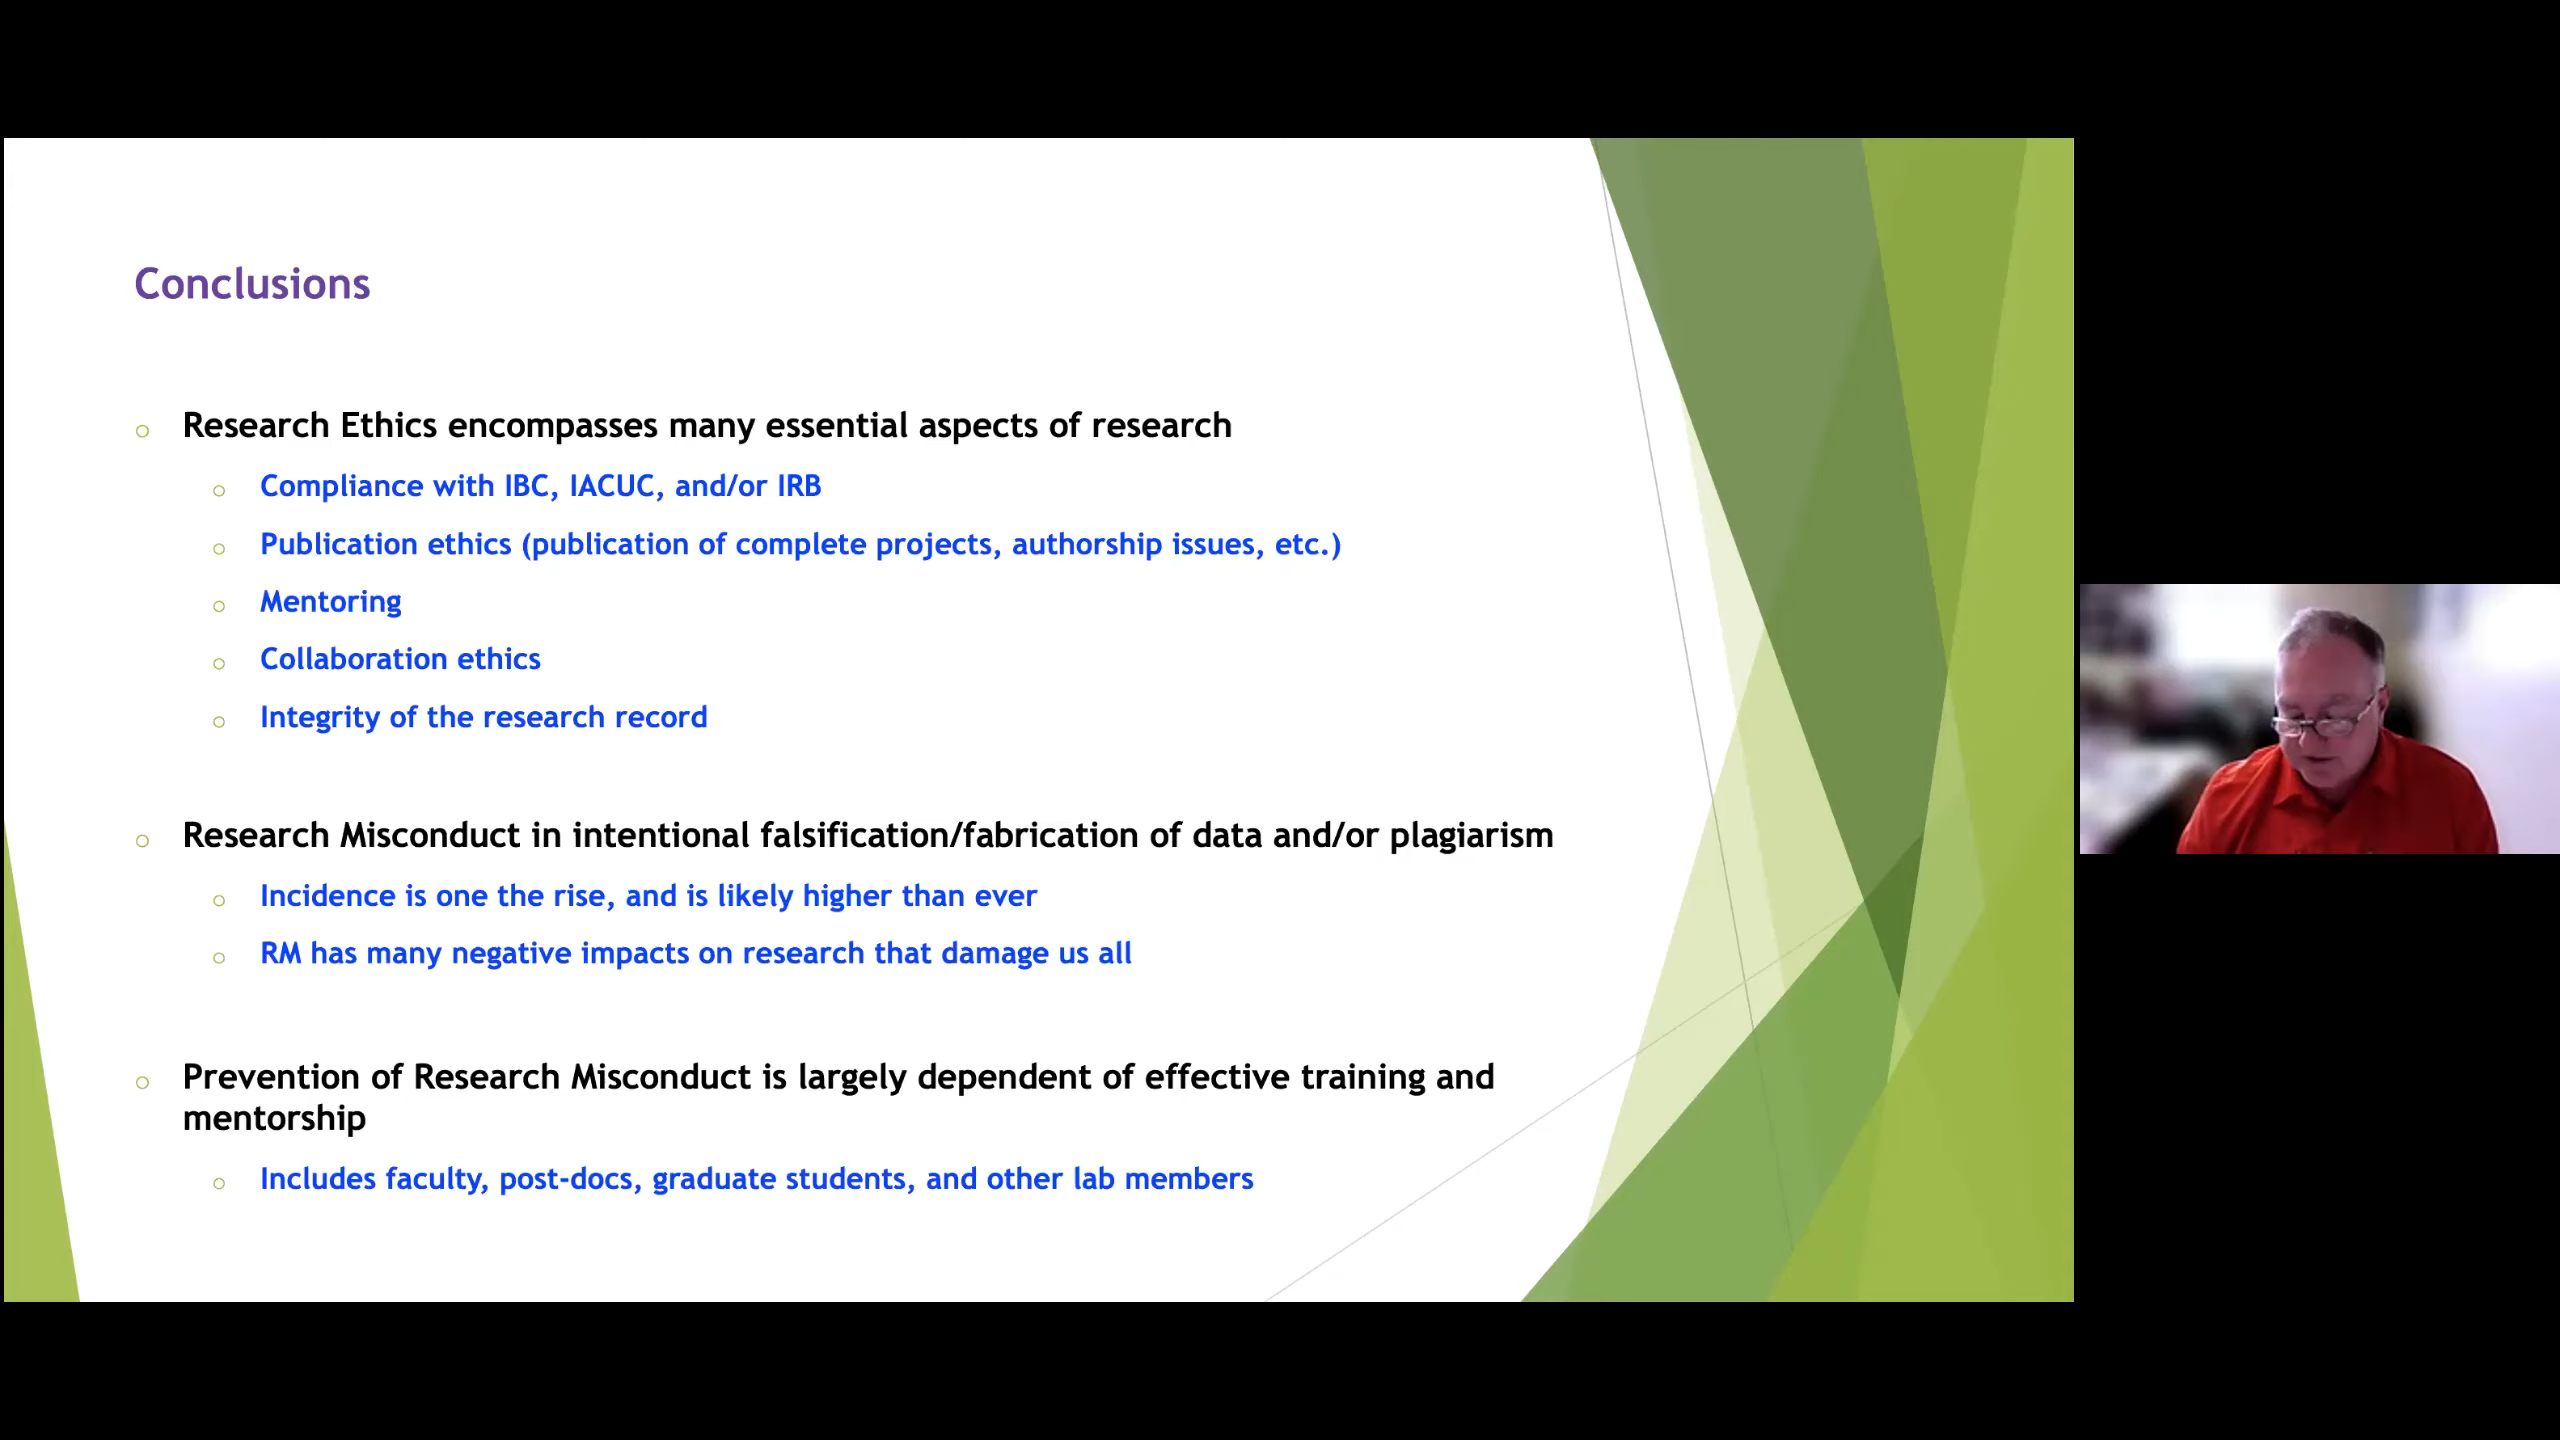 Conclusions
Research Ethics encompasses many essential aspects of research
Compliance with IBC, IACUC, and/or IRB
Publication ethics (publication of complete projects, authorship issues, etc.)
Mentoring
Collaboration ethics
Integrity of the research record
Research Misconduct in intentional falsification/fabrication of data and/or plagiarism
Incidence is one the rise, and is likely higher than ever
RM has many negative impacts on research that damage us all
Prevention of Research Misconduct is largely dependent of effective training and
mentorship
Includes faculty, post-docs, graduate students, and other lab members